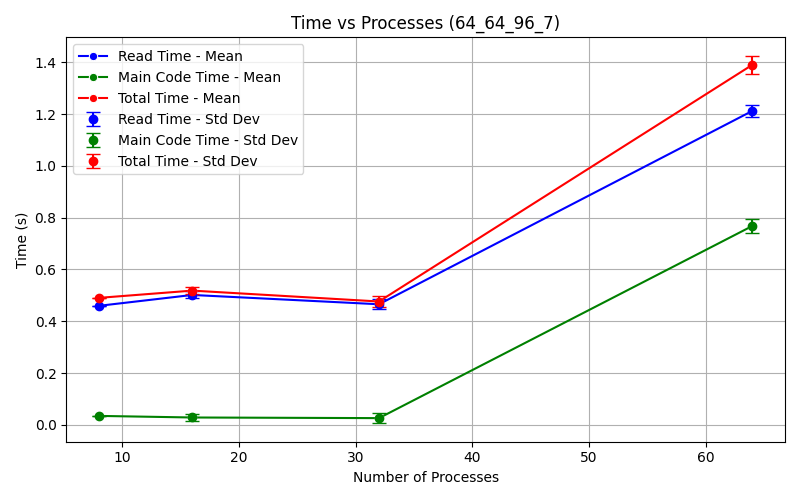 Time vs Processes (64_64_96_7)
Read Time - Mean
Main Code Time - Mean
Total Time - Mean
Read Time - Std Dev
Main Code Time - Std Dev
Total Time - Std Dev
Time (s)
1.4
1.2
1.0
0.8
0.6
0.4
0.2
0.0
10 20 30 40 50 60
Number of Processes